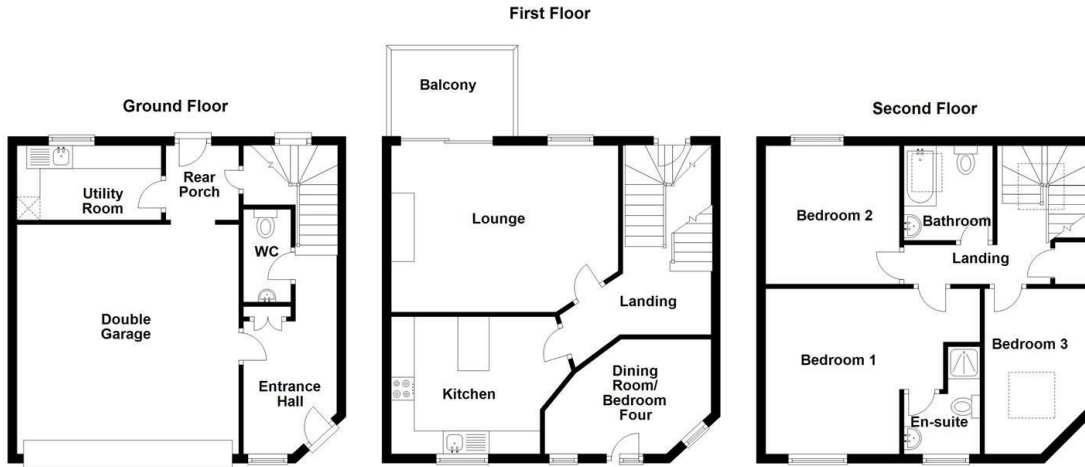 First Floor
Ground Floor
Second Floor
Balcony
Utility
Room
Rear
Porch
WC
Double
Garage
Entrance
Hall
Lounge
Landing
Kitchen
Dining
Room/
Bedroom
Four
Bedroom 2
Bathroom
Landing
Bedroom 1
Bedroom 3
En-suite